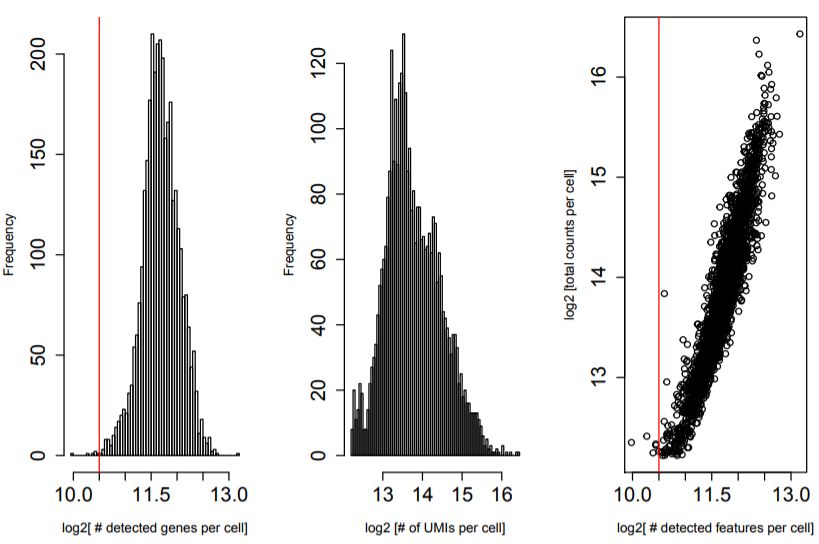 Frequency
0
50
100
150
200
10.0 11.5 13.0
log2[ # detected genes per cell]
Frequency
0
20
40
60
80
100
120
13 14 15 16
log2 [# of UMIs per cell]
log2 [total counts per cell]
13
14
15
16
10.0 11.5 13.0
log2[ # detected features per cell]